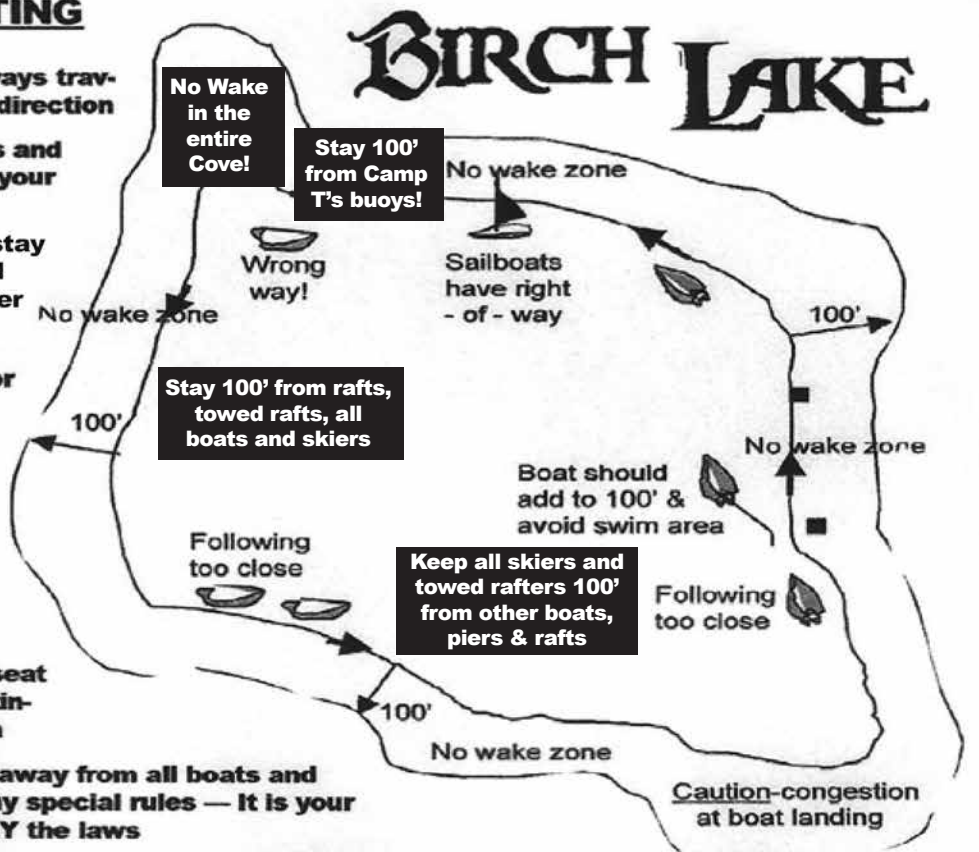 TING
ays trav-
direction
s and
your
stay
er
or
seat
in-
away from all boats and
y special rules — It is your
Y the laws
BIRCH LAKE
No Wake
in the
entire
Cove!
Stay 100'
from Camp
T's buoys!
No wake zone
Wrong
way!
Sailboats
have right
- of - way
No wake zone
100'
Stay 100' from rafts,
towed rafts, all
boats and skiers
100'
No wake zone
Boat should
add to 100' &
avoid swim area
Following
too close
Keep all skiers and
towed rafters 100'
from other boats,
piers & rafts
Following
too close
100'
No wake zone
Caution-congestion
at boat landing